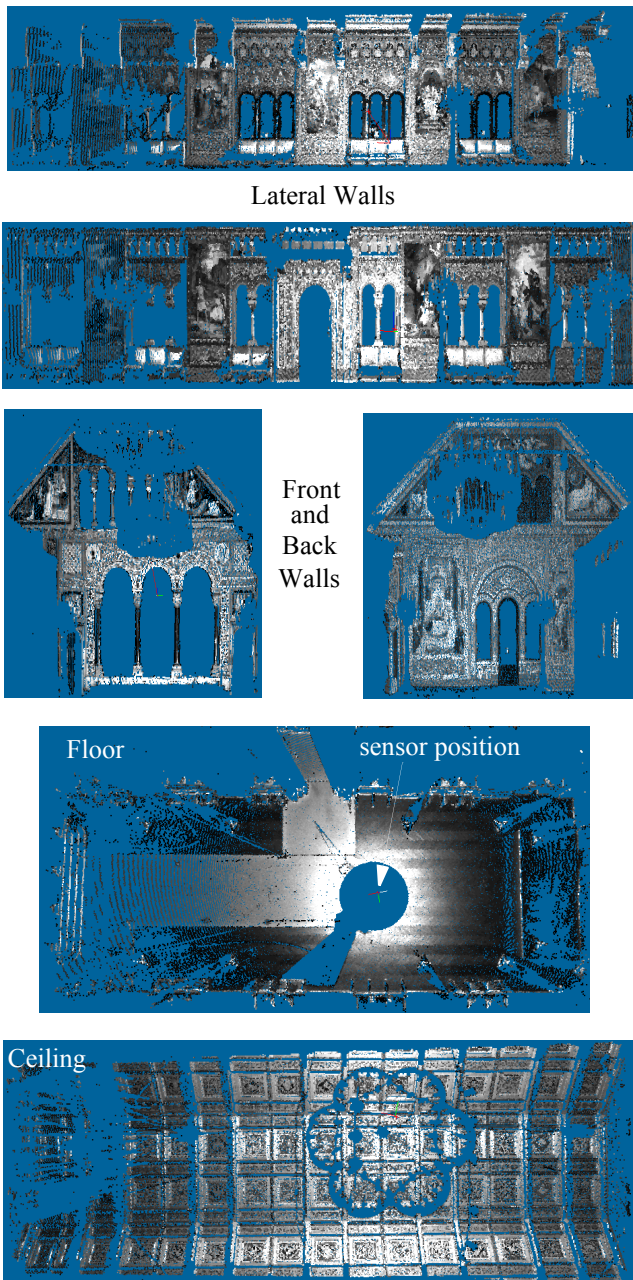 Lateral Walls
Front
and
Back
Walls
Floor
sensor position
Ceiling